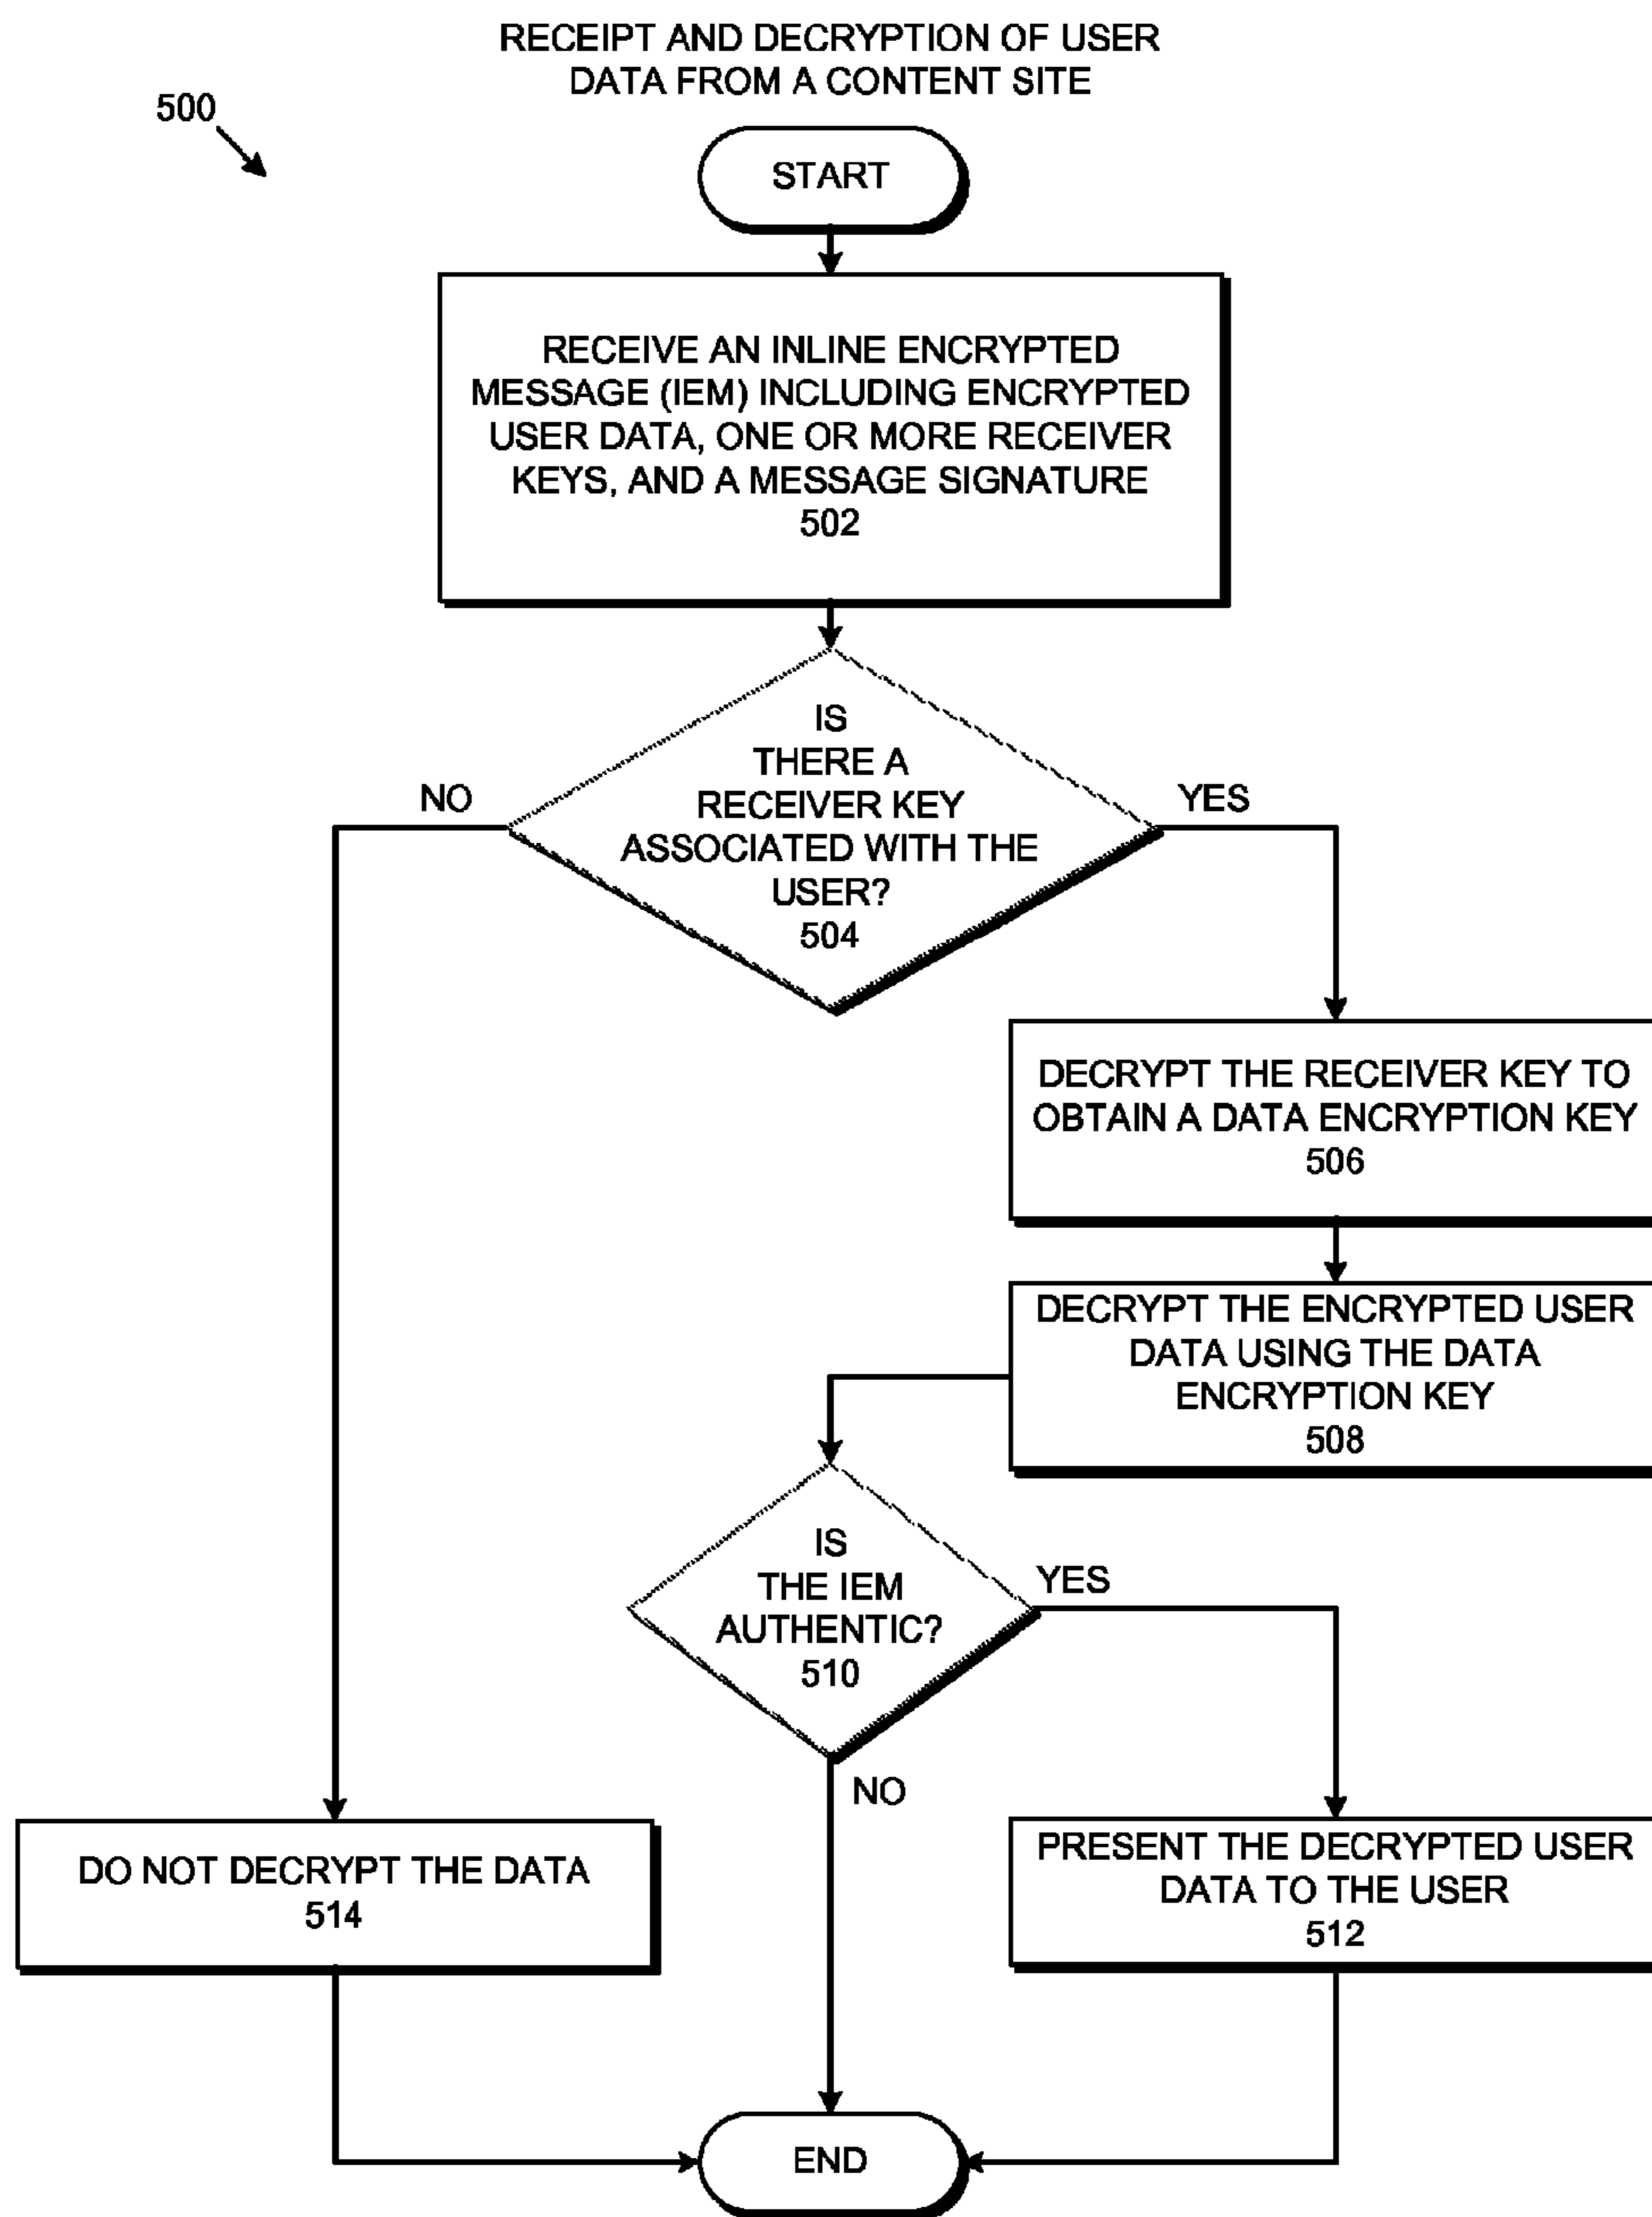 RECEIPT AND DECRYPTION OF USER
DATA FROM A CONTENT SITE
500
START
RECEIVE AN INLINE ENCRYPTED
MESSAGE (IEM) INCLUDING ENCRYPTED
USER DATA, ONE OR MORE RECEIVER
KEYS, AND A MESSAGE SIGNATURE
502
IS
THERE A
RECEIVER KEY
ASSOCIATED WITH THE
USER?
504
NO
YES
DECRYPT THE RECEIVER KEY TO
OBTAIN A DATA ENCRYPTION KEY
506
DECRYPT THE ENCRYPTED USER
DATA USING THE DATA
ENCRYPTION KEY
508
IS
THE IEM
AUTHENTIC?
510
YES
NO
DO NOT DECRYPT THE DATA
514
PRESENT THE DECRYPTED USER
DATA TO THE USER
512
END